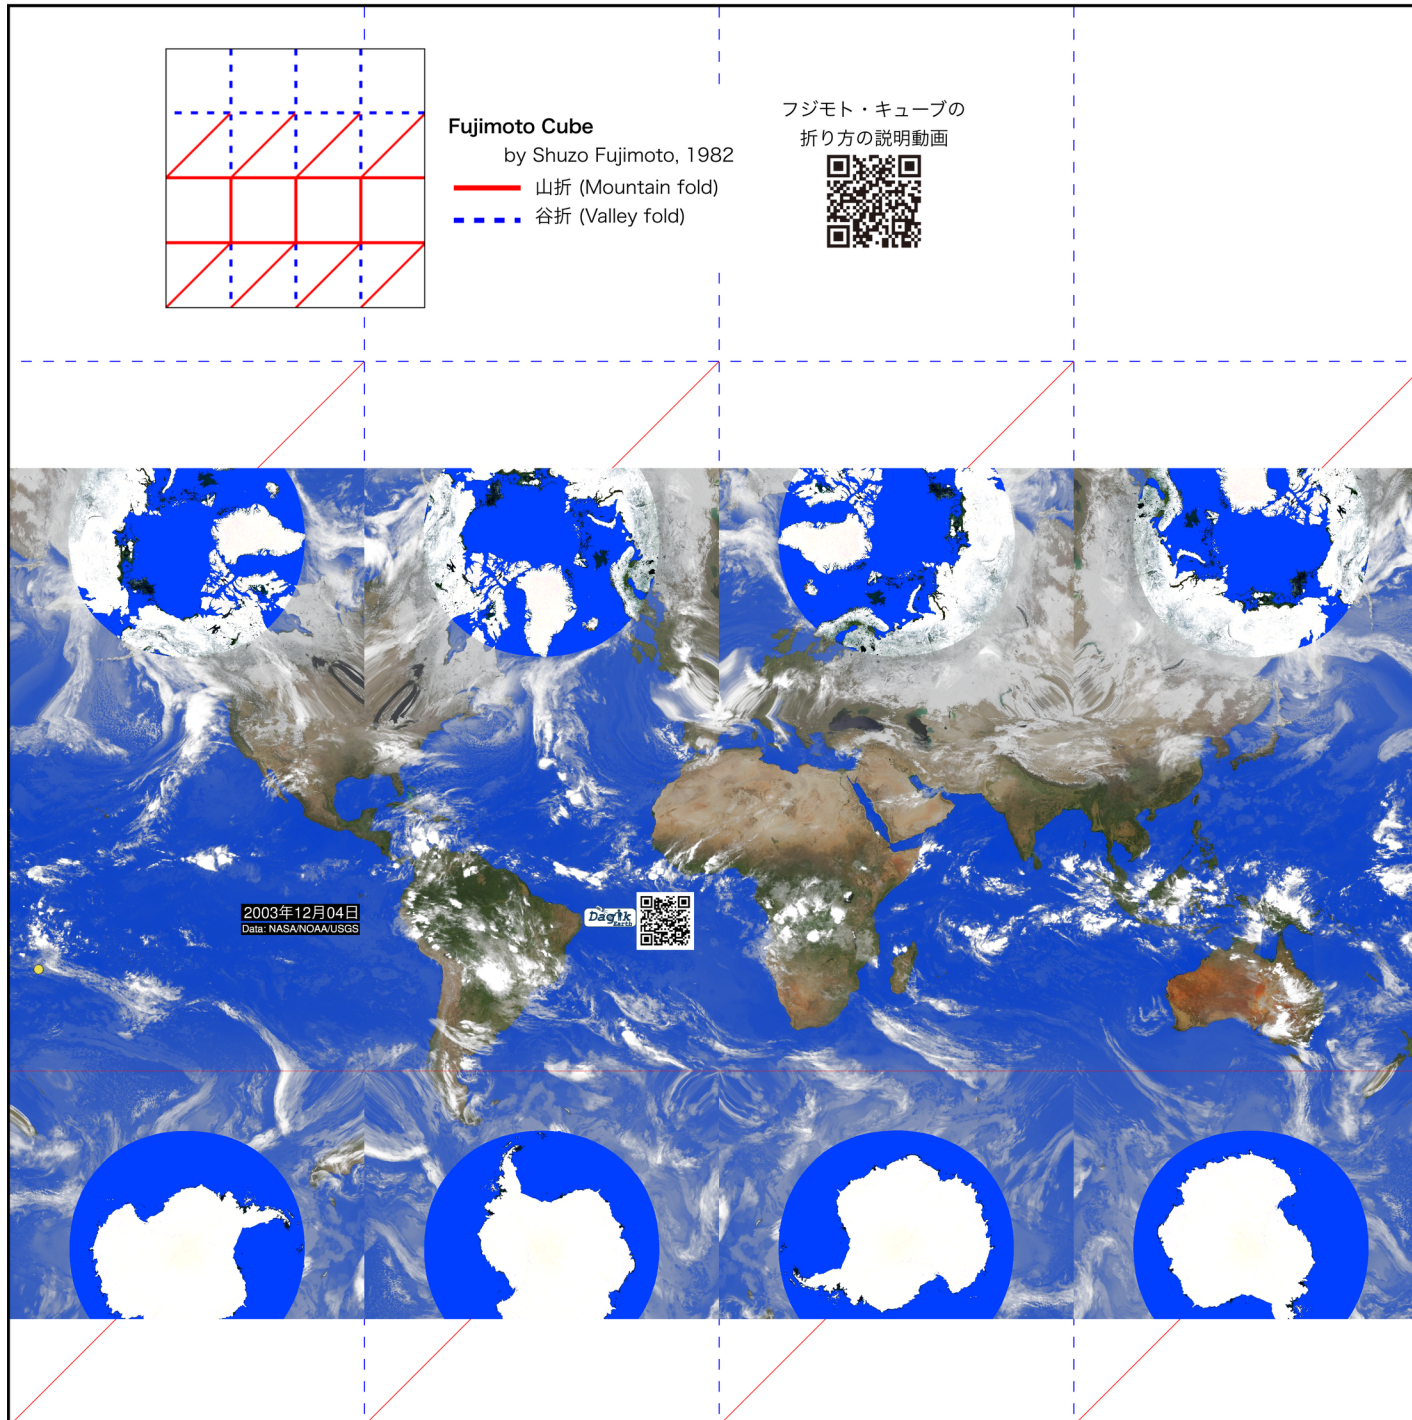 Fujimoto Cube
by Shuzo Fujimoto, 1982
山折 (Mountain fold)
谷折 (Valley fold)
フジモト・キューブの
折り方の説明動画
2003年12月04日
Data: NASA/NOAA/USGS
Dagik
Earth